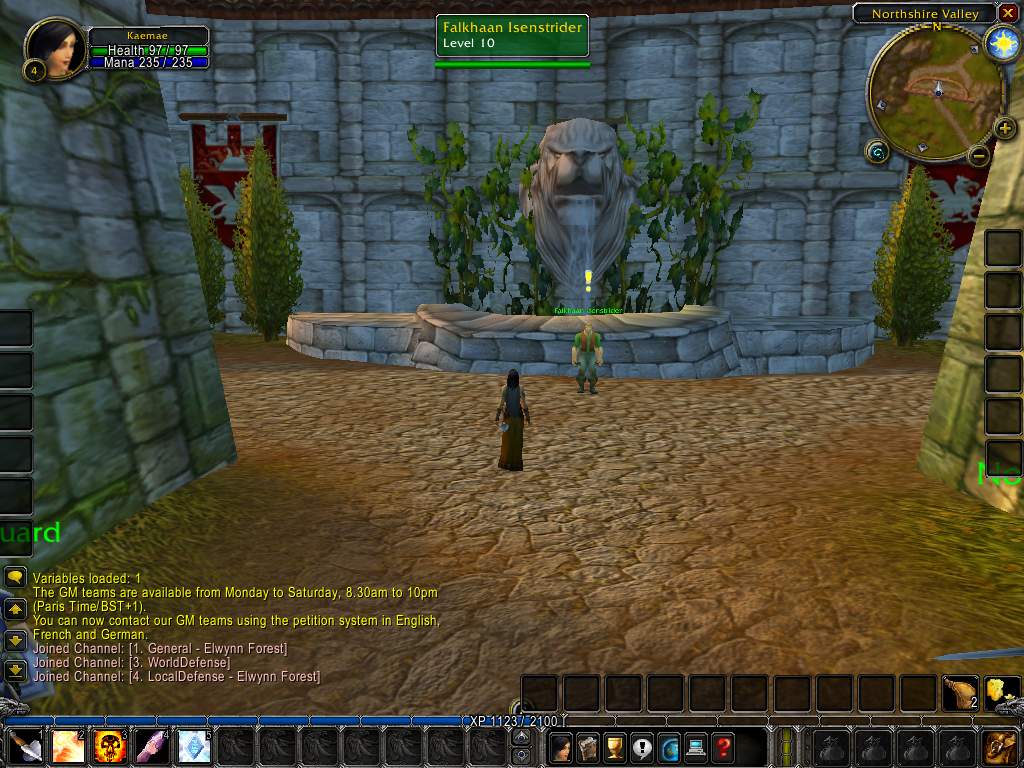 Kaemae
Health 97 / 97
Mana 235 / 235
4
Falkhaan Isenstrider
Level 10
Northshire Valley
N
Falkhaan Isenstrider
No
uard
Variables loaded: 1
The GM teams are available from Monday to Saturday, 8.30am to 10pm
(Paris Time/BST+1).
You can now contact our GM teams using the petition system in English,
French and German.
Joined Channel: [1. General - Elwynn Forest]
Joined Channel: [3. WorldDefense]
Joined Channel: [4. LocalDefense - Elwynn Forest]
2
XP 1123 / 2100
2
3
4
5